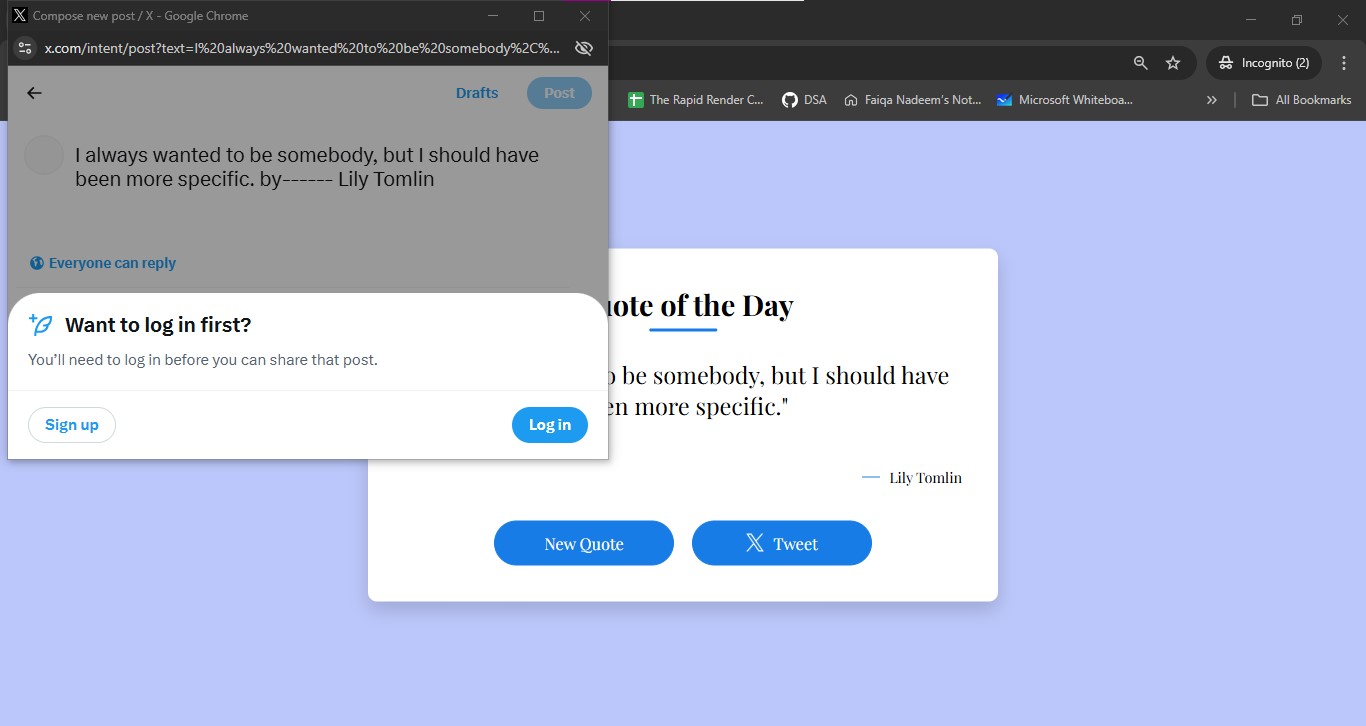 Compose new post / X - Google Chrome
x.com/intent/post?text=I%20always%20wanted%20to%20be%20somebody%2C%...
Incognito (2)
The Rapid Render C...
DSA
Faiqa Nadeem's Not...
Microsoft Whiteboa...
»
All Bookmarks
Drafts
Post
I always wanted to be somebody, but I should have
been more specific. by------ Lily Tomlin
Everyone can reply
Want to log in first?
You'll need to log in before you can share that post.
Sign up
Log in
uote of the Day
o be somebody, but I should have
en more specific."
— Lily Tomlin
New Quote
Tweet